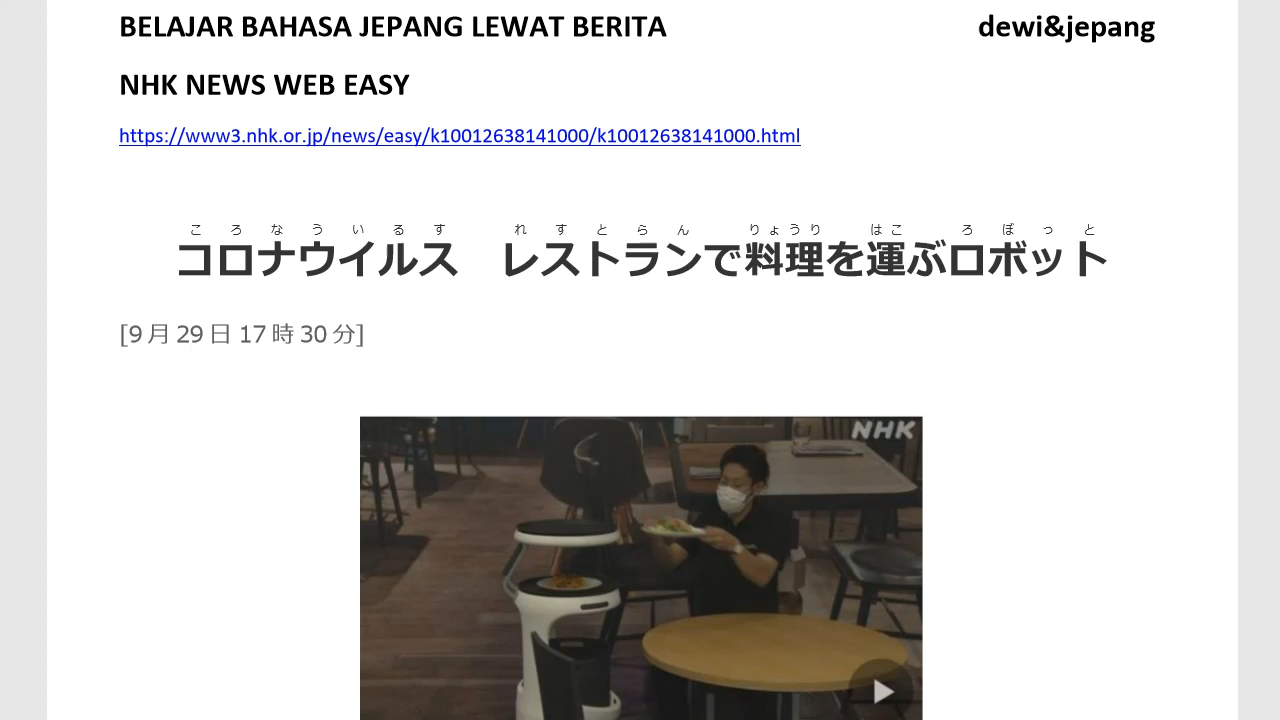 BELAJAR BAHASA JEPANG LEWAT BERITA dewi&jepang
NHK NEWS WEB EASY
https://www3.nhk.or.jp/news/easy/k10012638141000/k10012638141000.html
ころなういるす れすとらん りょうり はこ ろぼっと
コロナウイルス レストランで料理を運ぶロボット
[9月29日 17時30分]
NHK